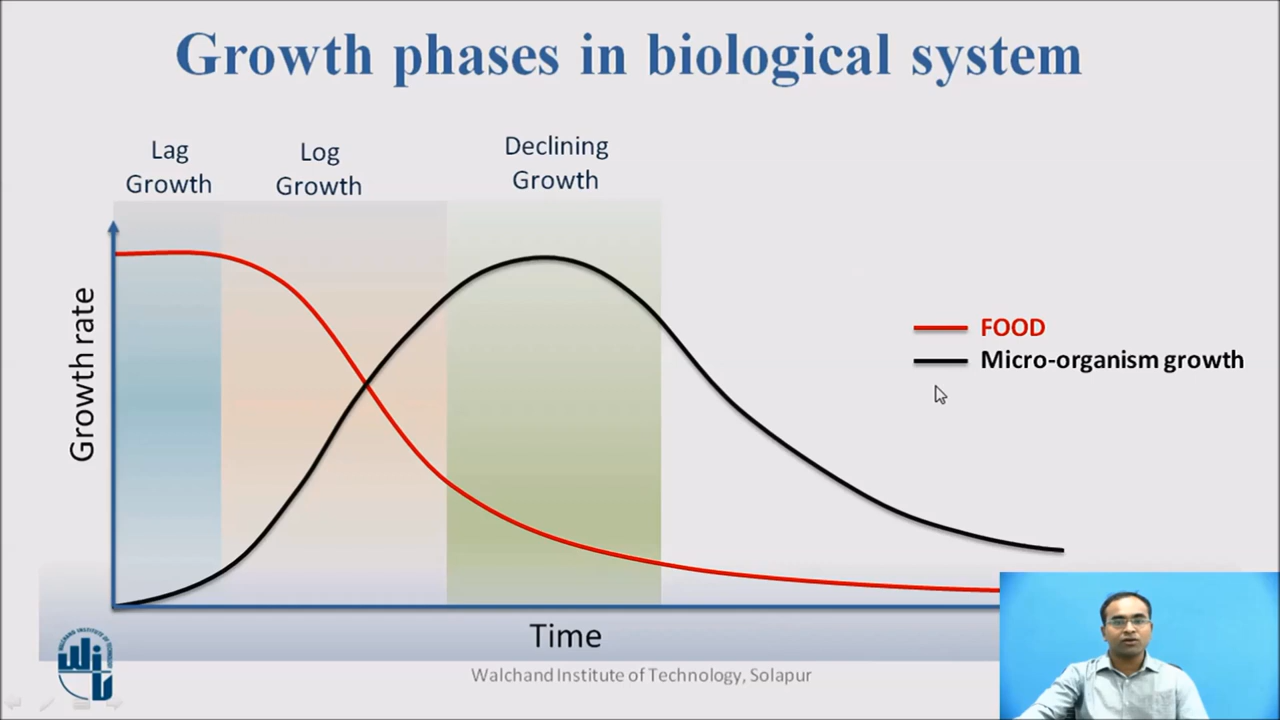 Growth phases in biological system
Lag
Growth
Log
Growth
Declining
Growth
Growth rate
FOOD
Micro-organism growth
Time
Walchand Institute of Technology, Solapur